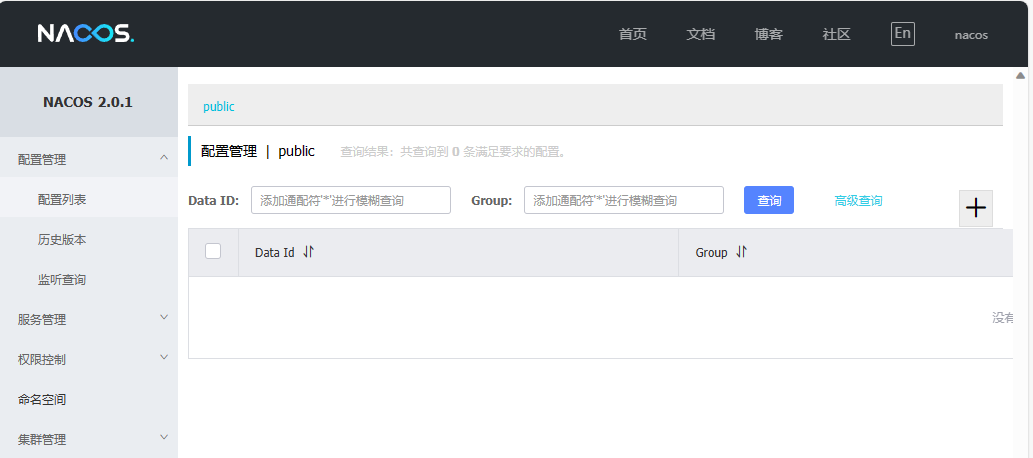 NACOS.
首页 文档 博客 社区 En nacos
NACOS 2.0.1
配置管理
配置列表
历史版本
监听查询
服务管理
权限控制
命名空间
集群管理
public
配置管理 | public 查询结果：共查询到 0 条满足要求的配置。
Data ID: 添加通配符'*'进行模糊查询 Group: 添加通配符'*'进行模糊查询 查询 高级查询
Data Id Group
没有